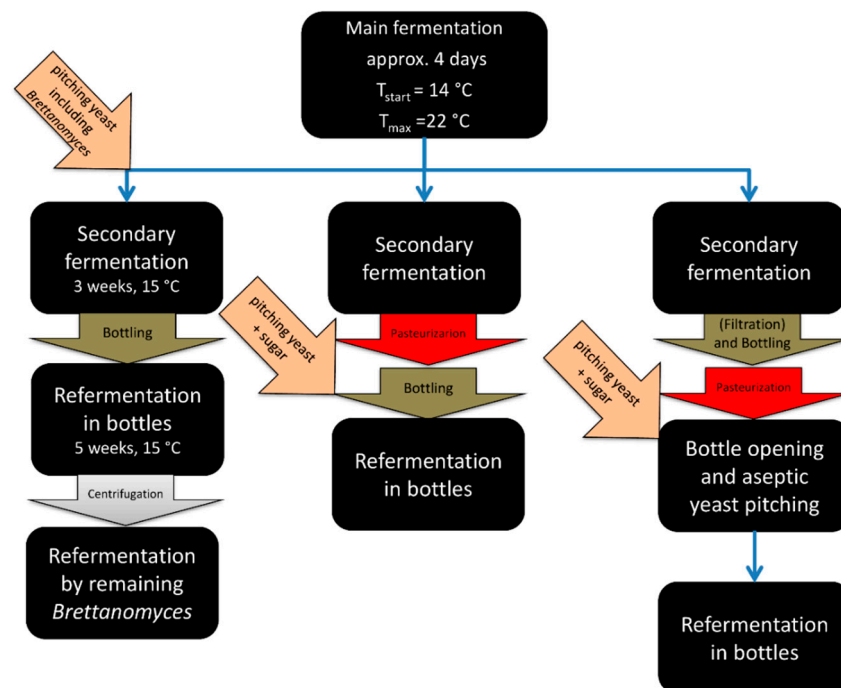 Main fermentation
approx. 4 days
Tstart = 14 °C
Tmax =22 °C
pitching yeast
including
Brettanomyces
Secondary
fermentation
3 weeks, 15 °C
Bottling
Refermentation
in bottles
5 weeks, 15 °C
Centrifugation
Refermentation
by remaining
Brettanomyces
Secondary
fermentation
Pasteurizarion
pitching yeast
+ sugar
Bottling
Refermentation
in bottles
Secondary
fermentation
(Filtration)
and Bottling
Pasteurization
pitching yeast
+ sugar
Bottle opening
and aseptic
yeast pitching
Refermentation
in bottles